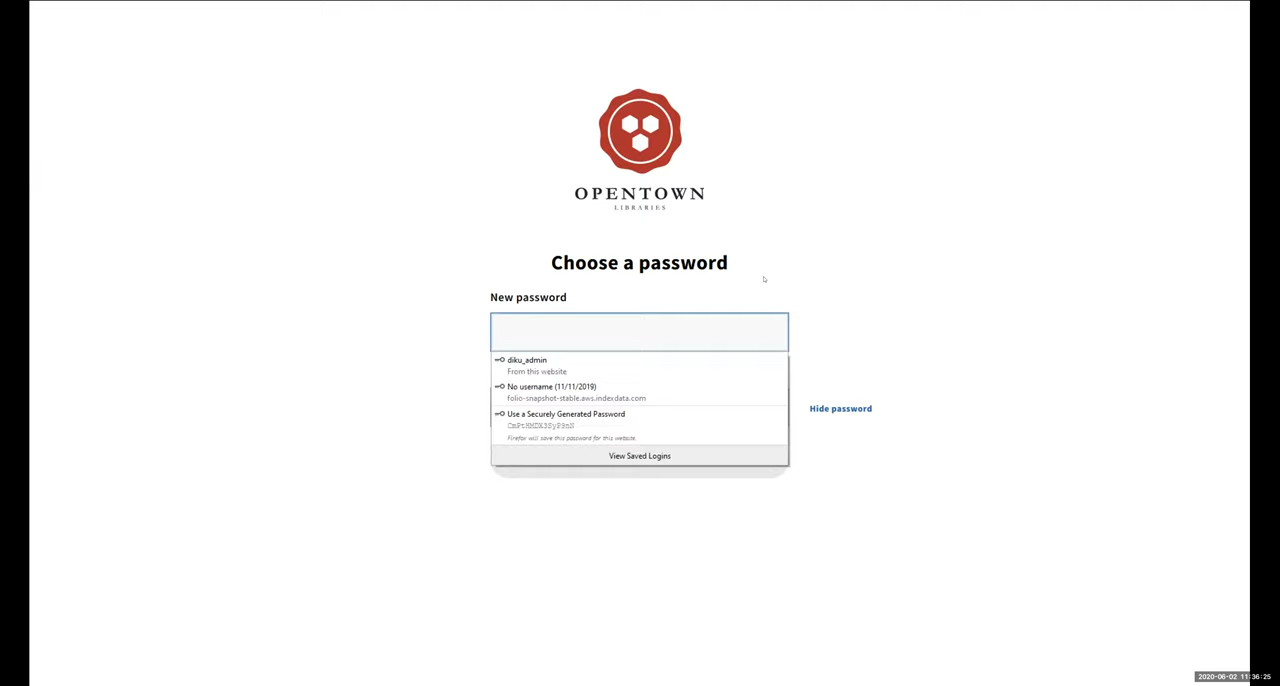 OPENTOWN
LIBRARIES
Choose a password
New password
diku_admin
From this website
No username (11/11/2019)
folio-snapshot-stable.aws.indexdata.com
Hide password
Use a Securely Generated Password
Firefox will save this password for this website.
View Saved Logins
2020-06-02 11:36:25